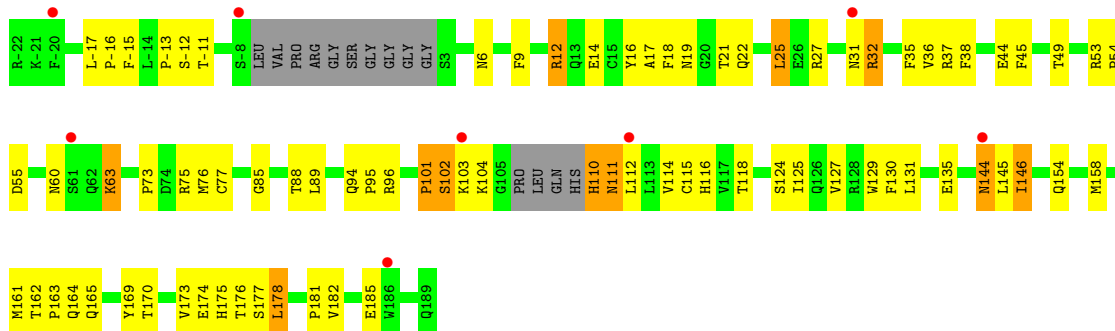 R-22 K-21 F-20 L-17 P-16 F-15 L-14 P-13 S-12 T-11 S-8 LEU VAL PRO ARG GLY SER GLY GLY GLY GLY S3 N6 F9 R12 Q13 E14 C15 Y16 A17 F18 N19 G20 T21 Q22 L25 E26 R27 N31 R32 F35 V36 R37 F38 E44 F45 T49 R53
D55 N60 S61 Q62 K63 P73 D74 R75 M76 C77 G85 T88 L89 Q94 P95 R96 P101 S102 K103 K104 G105 PRO LEU GLN HIS H110 N111 L112 L113 V114 C115 H116 V117 T118 S124 I125 Q126 V127 R128 W129 F130 L131 E135 N144 L145 I146 Q154 M158
M161 T162 P163 Q164 Q165 Y169 T170 V173 E174 H175 T176 S177 L178 P181 V182 E185 W186 Q189